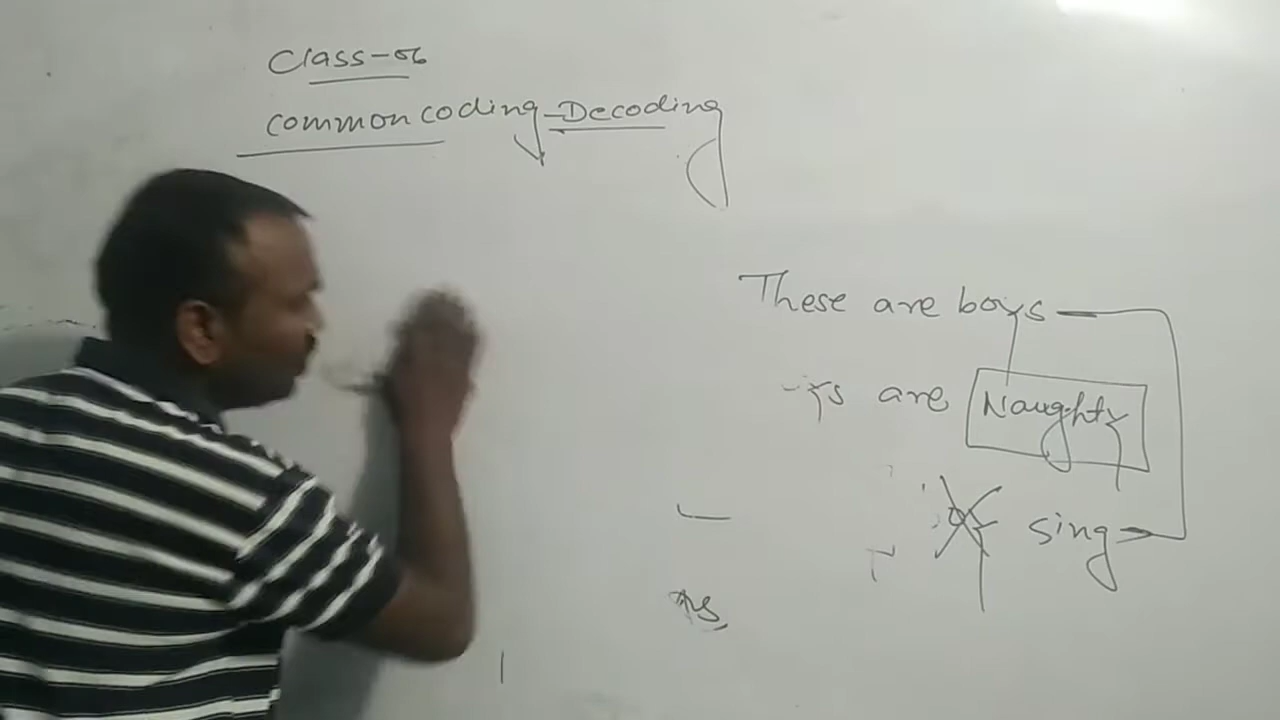 Class-06
common coding-Decoding
These are boys
are Naughty
sing